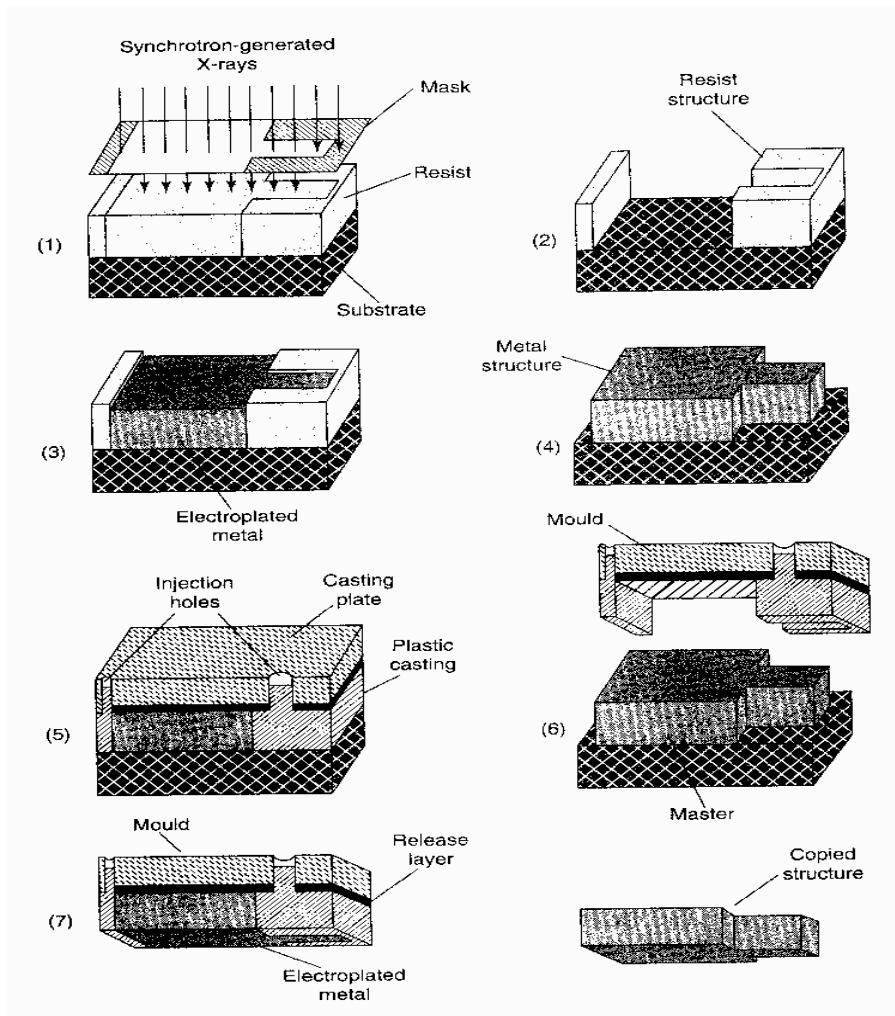 Synchrotron-generated
X-rays
Mask
Resist
(1)
Substrate
Resist
structure
(2)
(3)
Electroplated
metal
Metal
structure
(4)
Injection
holes
Casting
plate
Plastic
casting
(5)
Mould
(6)
Master
Mould
Release
layer
(7)
Electroplated
metal
Copied
structure